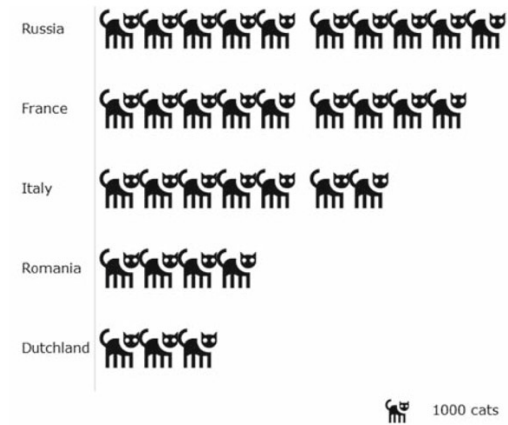 Russia
France
Italy
Romania
Dutchland
1000 cats